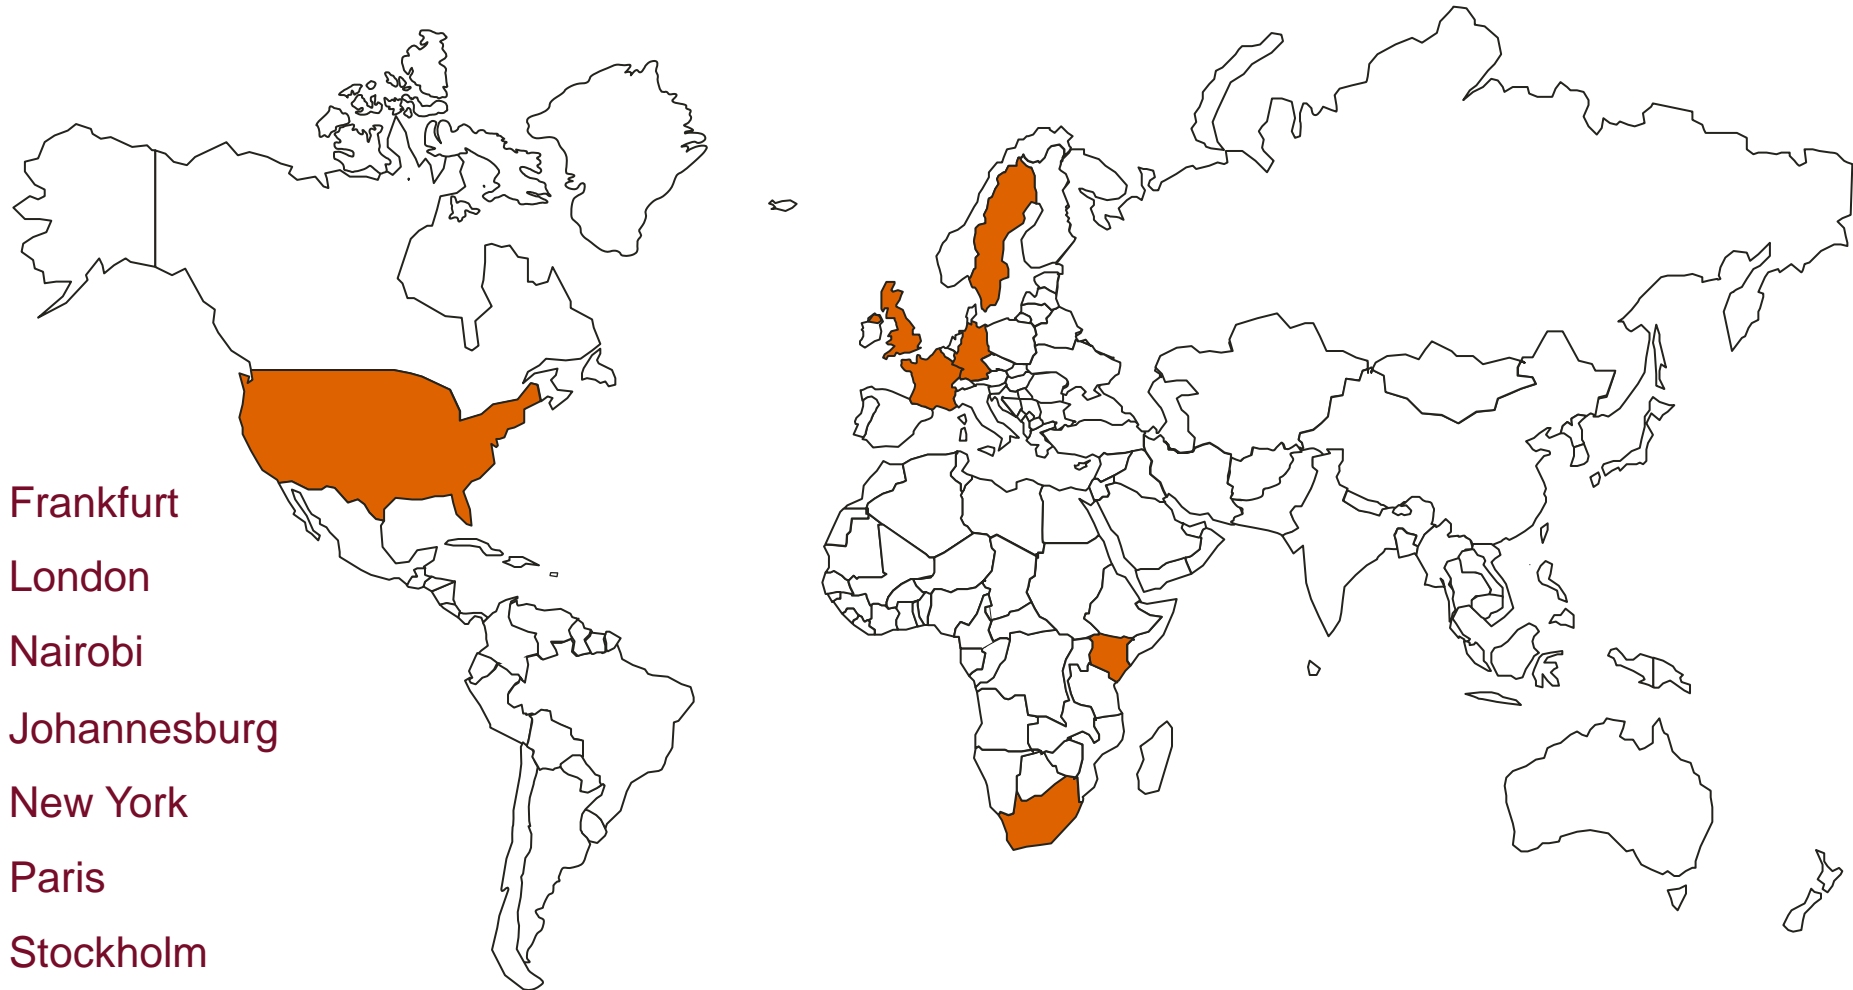 Frankfurt
London
Nairobi
Johannesburg
New York
Paris
Stockholm